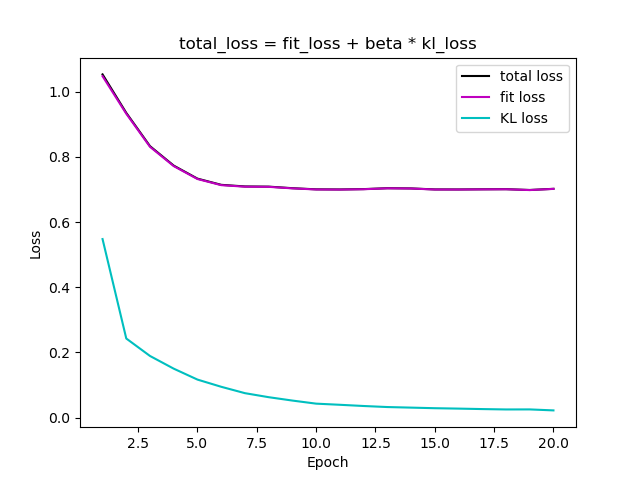 total_loss = fit_loss + beta * kl_loss
total loss
fit loss
KL loss
1.0
0.8
0.6
0.4
0.2
0.0
Loss
2.5 5.0 7.5 10.0 12.5 15.0 17.5 20.0
Epoch